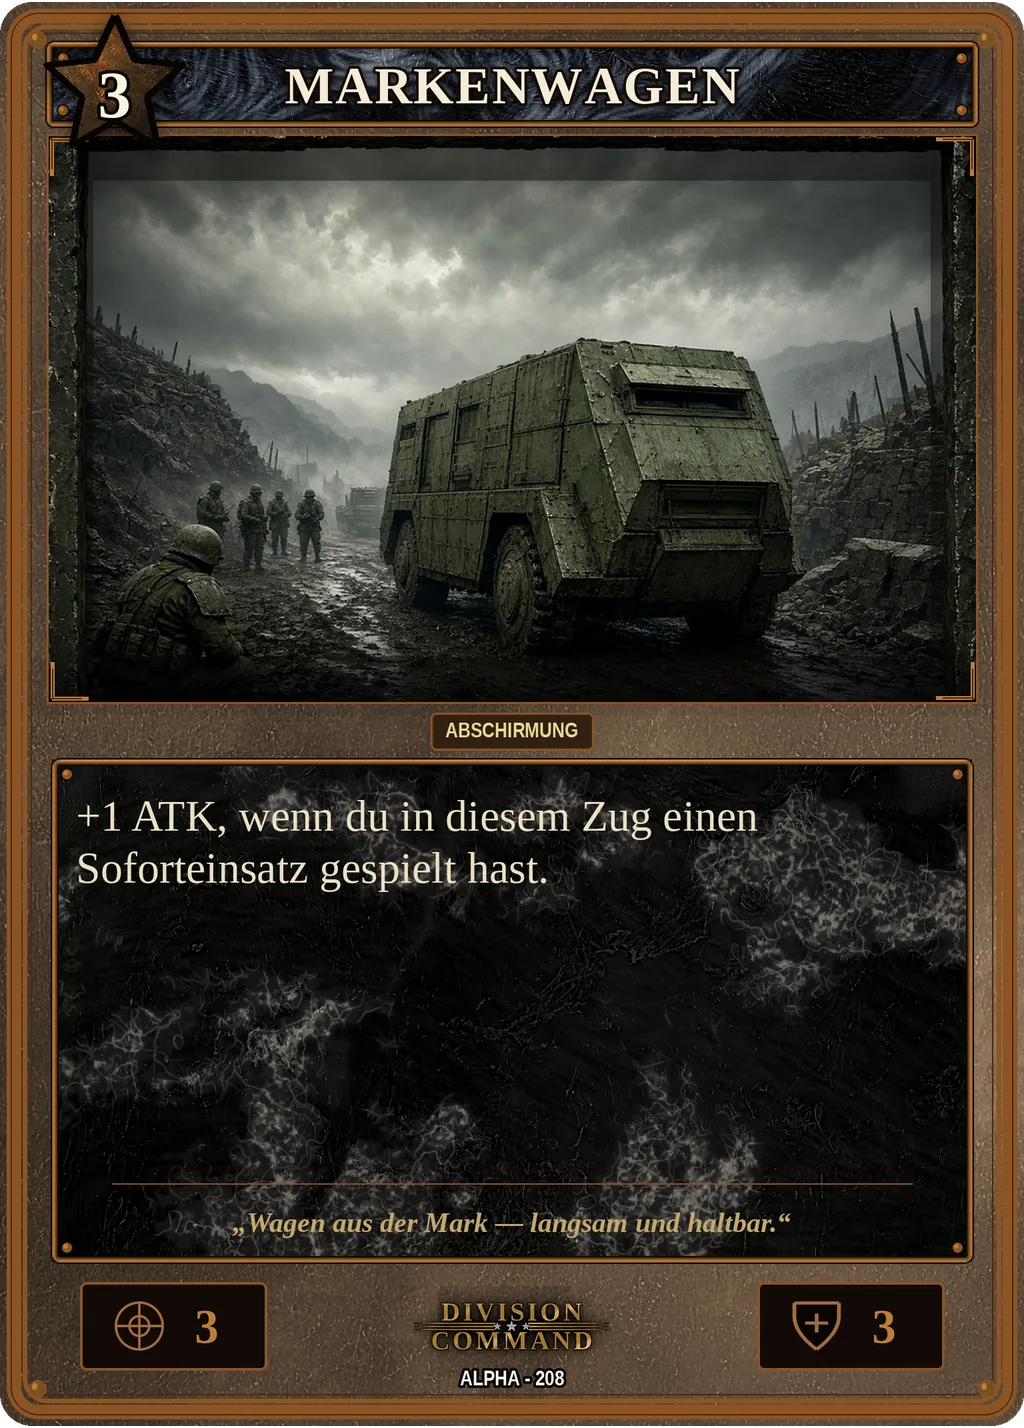 3
MARKENWAGEN
ABSCHIRMUNG
+1 ATK, wenn du in diesem Zug einen
Soforteinsatz gespielt hast.
„Wagen aus der Mark — langsam und haltbar.“
3
DIVISION
COMMAND
3
ALPHA - 208